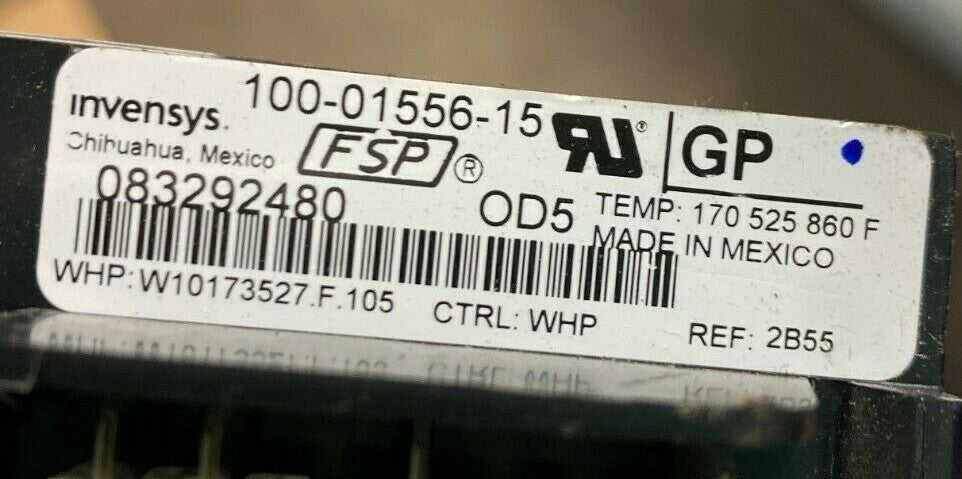 invensys. 100-01556-15
Chihuahua, Mexico FSP® RU® GP
083292480 OD5 TEMP: 170 525 860 F
MADE IN MEXICO
WHP:W10173527.F.105 CTRL: WHP REF: 2B55